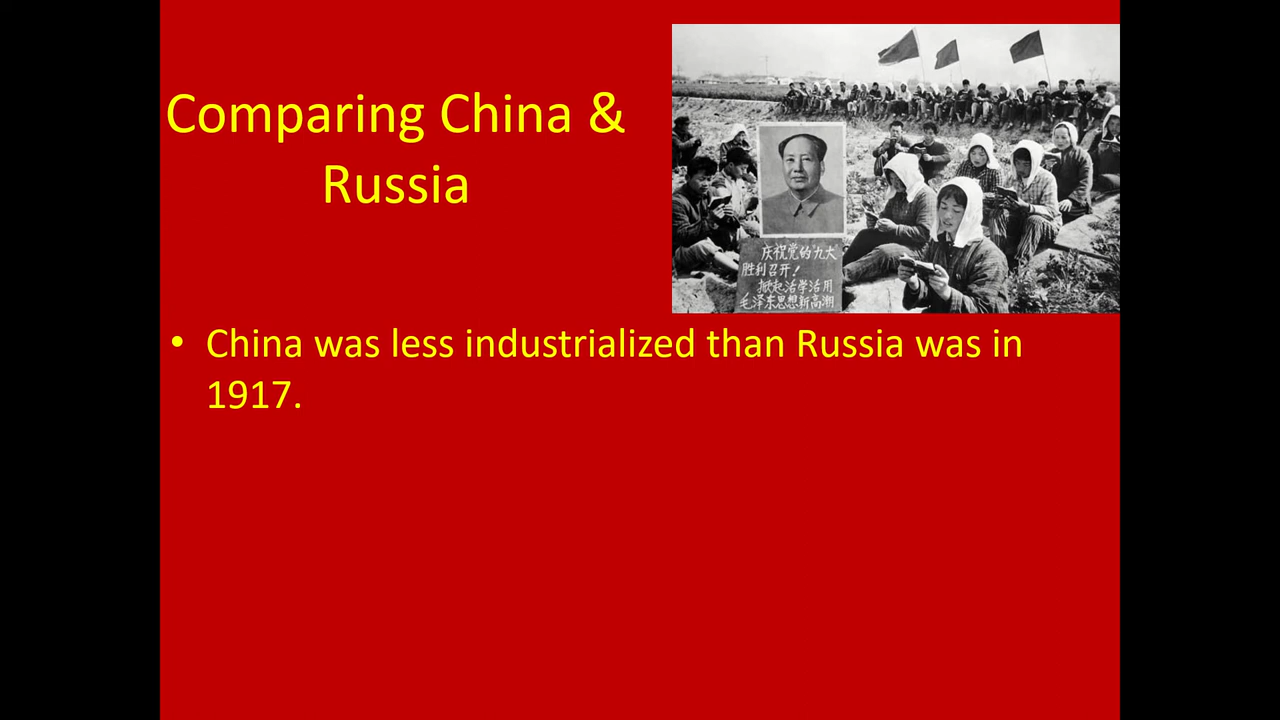 Comparing China &
Russia
庆祝党的九大
胜利召开!
掀起活学活用
毛泽东思想新高潮
• China was less industrialized than Russia was in
1917.